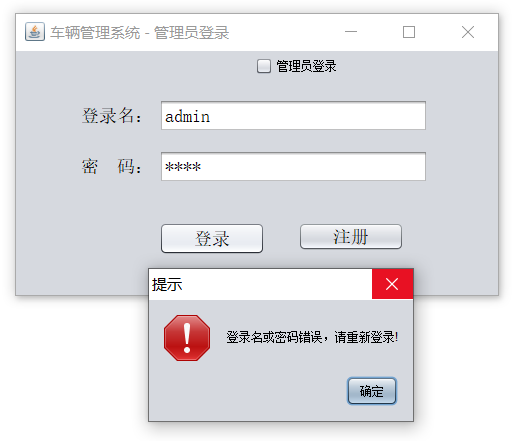 车辆管理系统 - 管理员登录
管理员登录
登录名：
admin
密 码：
****
登录
注册
提示
登录名或密码错误，请重新登录!
确定